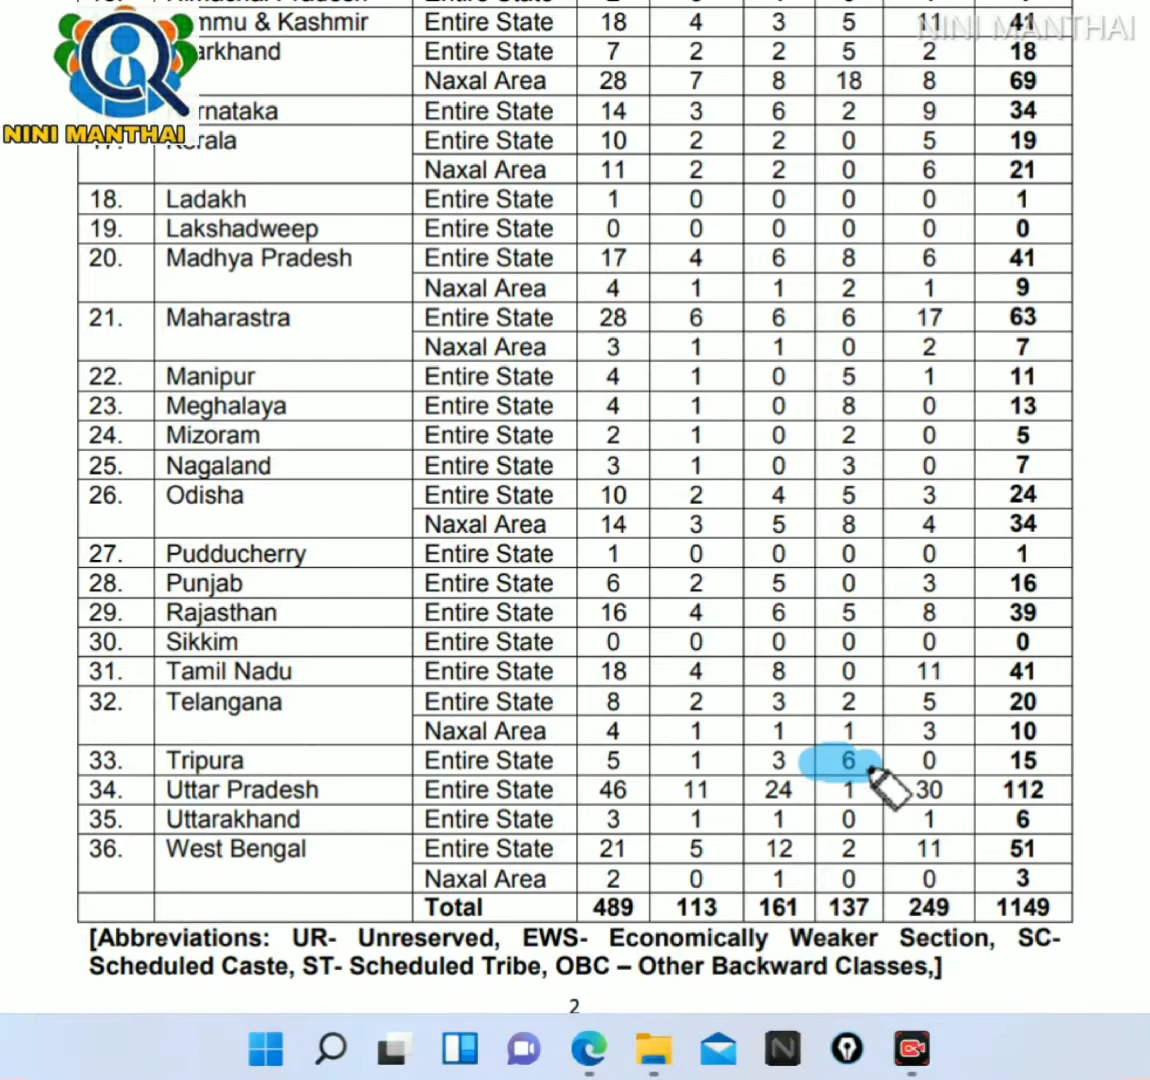 NINI MANTHAI
mmu & Kashmir Entire State 18 4 3 5 11 41
arkhand Entire State 7 2 2 5 2 18
Naxal Area 28 7 8 18 8 69
rnataka Entire State 14 3 6 2 9 34
NINI MANTHAI
rala Entire State 10 2 2 0 5 19
Naxal Area 11 2 2 0 6 21
18. Ladakh Entire State 1 0 0 0 0 1
19. Lakshadweep Entire State 0 0 0 0 0 0
20. Madhya Pradesh Entire State 17 4 6 8 6 41
Naxal Area 4 1 1 2 1 9
21. Maharastra Entire State 28 6 6 6 17 63
Naxal Area 3 1 1 0 2 7
22. Manipur Entire State 4 1 0 5 1 11
23. Meghalaya Entire State 4 1 0 8 0 13
24. Mizoram Entire State 2 1 0 2 0 5
25. Nagaland Entire State 3 1 0 3 0 7
26. Odisha Entire State 10 2 4 5 3 24
Naxal Area 14 3 5 8 4 34
27. Pudducherry Entire State 1 0 0 0 0 1
28. Punjab Entire State 6 2 5 0 3 16
29. Rajasthan Entire State 16 4 6 5 8 39
30. Sikkim Entire State 0 0 0 0 0 0
31. Tamil Nadu Entire State 18 4 8 0 11 41
32. Telangana Entire State 8 2 3 2 5 20
Naxal Area 4 1 1 1 3 10
33. Tripura Entire State 5 1 3 6 0 15
34. Uttar Pradesh Entire State 46 11 24 1 30 112
35. Uttarakhand Entire State 3 1 1 0 1 6
36. West Bengal Entire State 21 5 12 2 11 51
Naxal Area 2 0 1 0 0 3
Total 489 113 161 137 249 1149
[Abbreviations: UR- Unreserved, EWS- Economically Weaker Section, SC-
Scheduled Caste, ST- Scheduled Tribe, OBC – Other Backward Classes,]
2